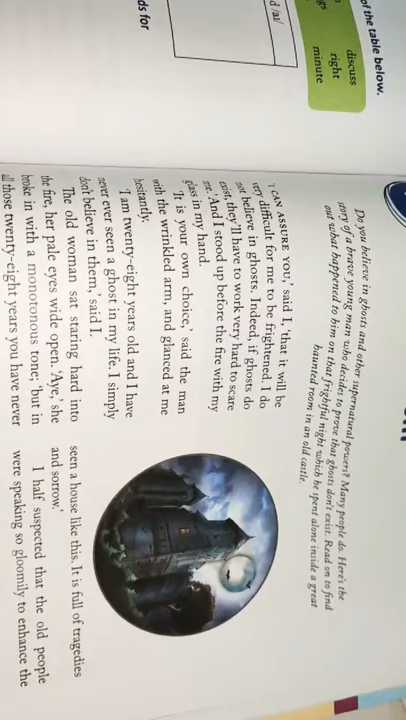 of the table below.
discuss
right
minute
d /aɪ/
ds for
Do you believe in ghosts and other supernatural powers? Many people do. Here's the
story of a brave young man who decides to prove that ghosts don't exist. Read on to find
out what happened to him on that frightful night which he spent alone inside a great
haunted room in an old castle.
'I CAN ASSURE YOU,' said I, 'that it will be
very difficult for me to be frightened. I do
not believe in ghosts. Indeed, if ghosts do
exist, they'll have to work very hard to scare
me.' And I stood up before the fire with my
glass in my hand.
'It is your own choice,' said the man
with the wrinkled arm, and glanced at me
hesitantly.
'I am twenty-eight years old and I have
never ever seen a ghost in my life. I simply
don't believe in them,' said I.
The old woman sat staring hard into
the fire, her pale eyes wide open. 'Aye,' she
broke in with a monotonous tone; 'but in
all those twenty-eight years you have never
seen a house like this. It is full of tragedies
and sorrow.'
I half suspected that the old people
were speaking so gloomily to enhance the